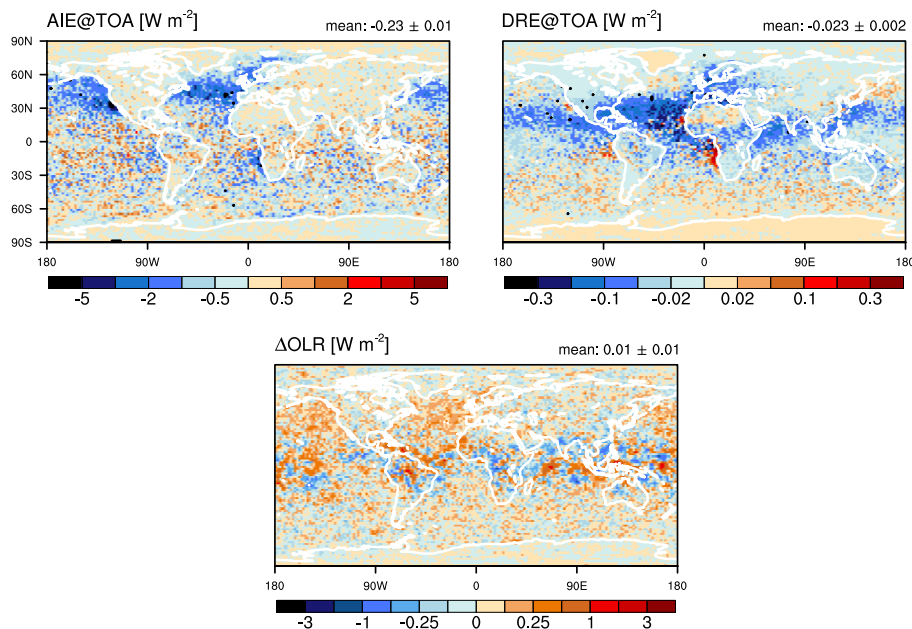 AIE@TOA [W m-2]
mean: -0.23 ± 0.01
90N
60N
30N
0
30S
60S
90S
180 90W 0 90E 180
-5 -2 -0.5 0.5 2 5
DRE@TOA [W m-2]
mean: -0.023 ± 0.002
180 90W 0 90E 180
-0.3 -0.1 -0.02 0.02 0.1 0.3
ΔOLR [W m-2]
mean: 0.01 ± 0.01
180 90W 0 90E 180
-3 -1 -0.25 0 0.25 1 3